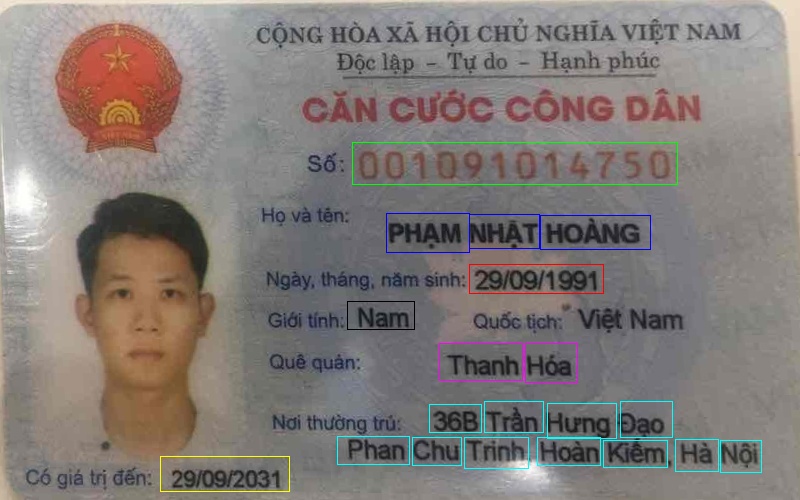 CỘNG HÒA XÃ HỘI CHỦ NGHĨA VIỆT NAM
Độc lập - Tự do - Hạnh phúc
CĂN CƯỚC CÔNG DÂN
Số: 001091014750
Họ và tên: PHẠM NHẬT HOÀNG
Ngày, tháng, năm sinh: 29/09/1991
Giới tính: Nam Quốc tịch: Việt Nam
Quê quán: Thanh Hóa
Nơi thường trú: 36B Trần Hưng Đạo
Phan Chu Trinh, Hoàn Kiếm, Hà Nội
Có giá trị đến: 29/09/2031